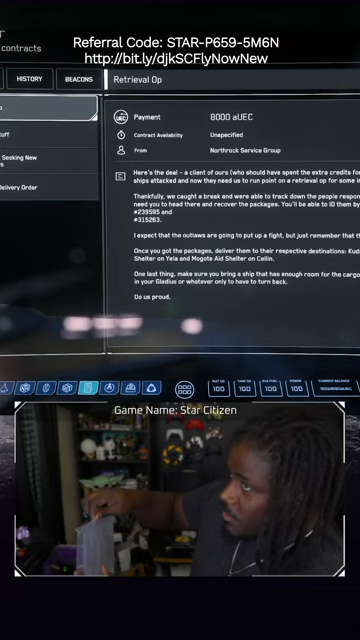 Referral Code: STAR-P659-5M6N
http://bit.ly/djkSCFlyNowNew
contracts
HISTORY
BEACONS
Retrieval Op
Payment 8000 aUEC
Contract Availability Unspecified
From Northrock Service Group
Seeking New
Delivery Order
Here's the deal - a client of ours (who should have spent the extra credits fo
ships attacked and now they need us to run point on a retrieval op for some
Thankfully, we caught a break and were able to track down the people respon
need you to head there and recover the packages. You'll be able to ID them by
#239595 and
#315263.
I expect that the outlaws are going to put up a fight, but just remember that
Once you got the packages, deliver them to their respective destinations:
Shelter on Yela and Mogote Aid Shelter on Cellin.
One last thing, make sure you bring a ship that has enough room for the cargo
in your Gladius or whatever only to have to turn back.
Do us proud,
100 100 100 100
CURRENT BALANCE
Game Name: Star Citizen